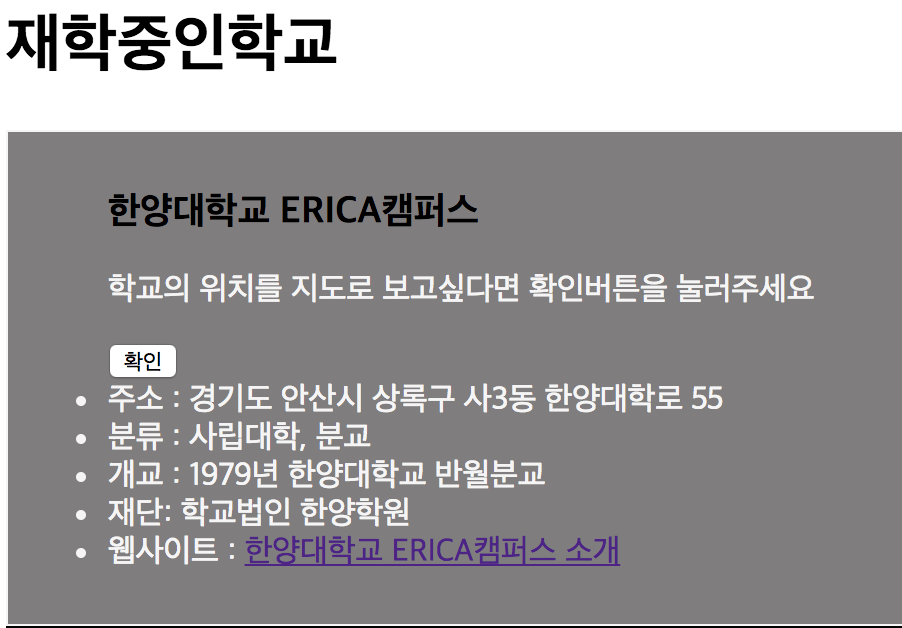 재학중인학교
한양대학교 ERICA캠퍼스
학교의 위치를 지도로 보고싶다면 확인버튼을 눌러주세요
확인
주소 : 경기도 안산시 상록구 사3동 한양대학로 55
분류 : 사립대학, 분교
개교 : 1979년 한양대학교 반월분교
재단: 학교법인 한양학원
웹사이트 : 한양대학교 ERICA캠퍼스 소개